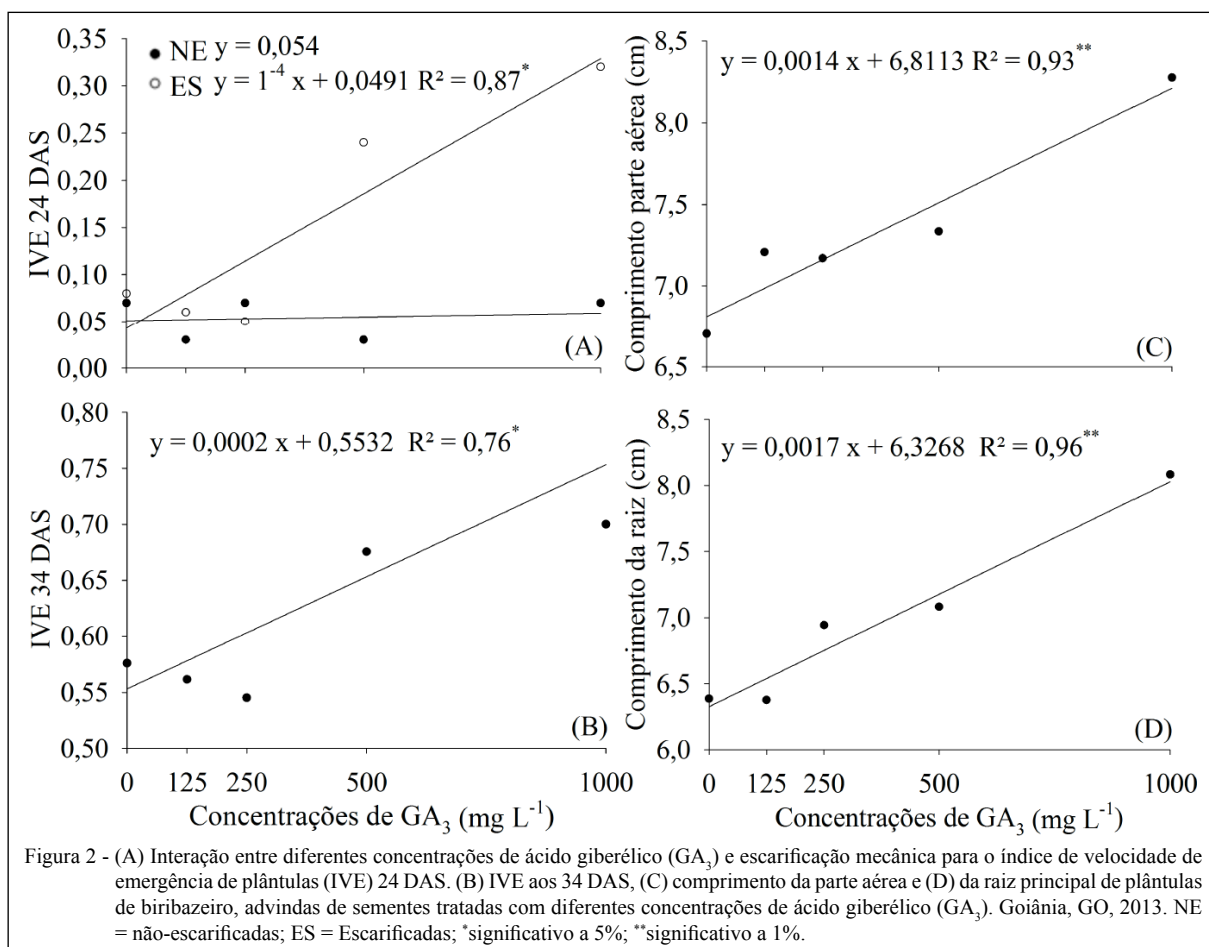 0,35
0,30
0,25
0,20
0,15
0,10
0,05
0,00
IVE 24 DAS
NE y = 0,054
ES y = 1⁻⁴ x + 0,0491 R² = 0,87*
(A)
8,5
8,0
7,5
7,0
6,5
Comprimento parte aérea (cm)
y = 0,0014 x + 6,8113 R² = 0,93**
(C)
0,80
0,75
0,70
0,65
0,60
0,55
0,50
IVE 34 DAS
y = 0,0002 x + 0,5532 R² = 0,76*
(B)
0 125 250 500 1000
Concentrações de GA₃ (mg L⁻¹)
8,5
8,0
7,5
7,0
6,5
6,0
Comprimento da raiz (cm)
y = 0,0017 x + 6,3268 R² = 0,96**
(D)
0 125 250 500 1000
Concentrações de GA₃ (mg L⁻¹)
Figura 2 - (A) Interação entre diferentes concentrações de ácido giberélico (GA₃) e escarificação mecânica para o índice de velocidade de
emergência de plântulas (IVE) 24 DAS. (B) IVE aos 34 DAS, (C) comprimento da parte aérea e (D) da raiz principal de plântulas
de biribazeiro, advindas de sementes tratadas com diferentes concentrações de ácido giberélico (GA₃). Goiânia, GO, 2013. NE
= não-escarificadas; ES = Escarificadas; *significativo a 5%; **significativo a 1%.